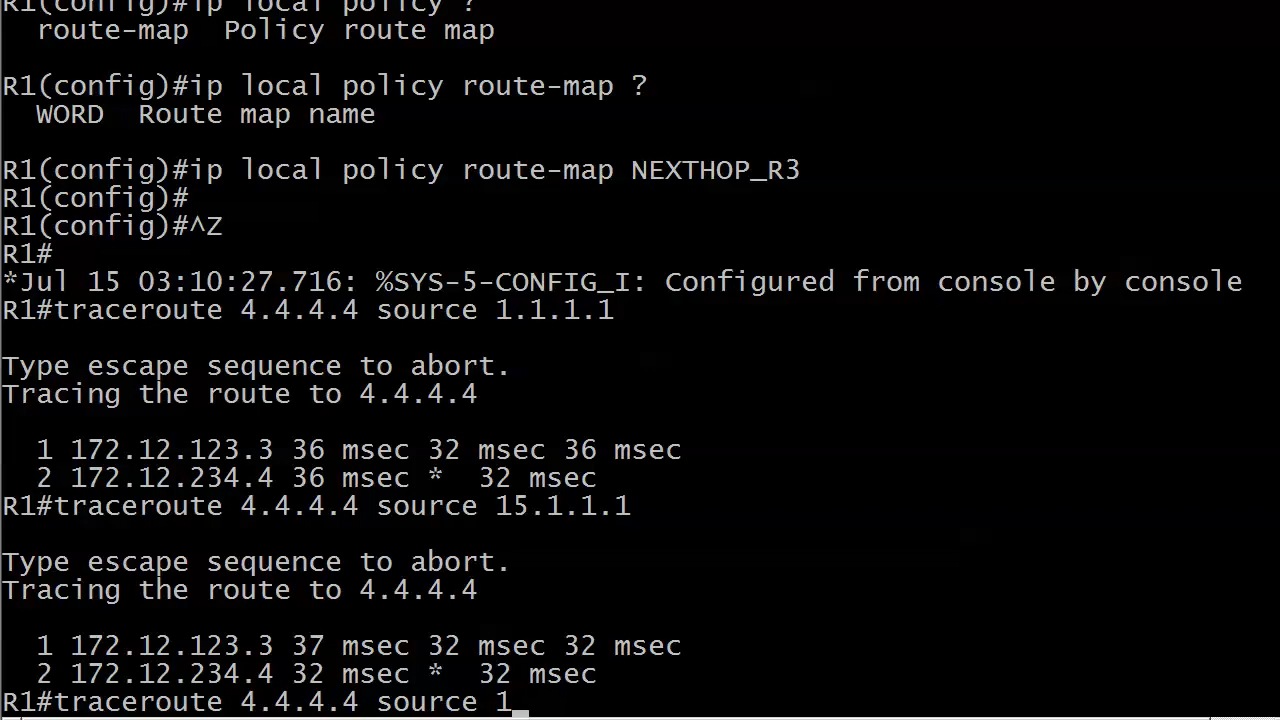 R1(config)#ip local policy ?
  route-map  Policy route map

R1(config)#ip local policy route-map ?
  WORD  Route map name

R1(config)#ip local policy route-map NEXTHOP_R3
R1(config)#
R1(config)#^Z
R1#
*Jul 15 03:10:27.716: %SYS-5-CONFIG_I: Configured from console by console
R1#traceroute 4.4.4.4 source 1.1.1.1

Type escape sequence to abort.
Tracing the route to 4.4.4.4

  1 172.12.123.3 36 msec 32 msec 36 msec
  2 172.12.234.4 36 msec *  32 msec
R1#traceroute 4.4.4.4 source 15.1.1.1

Type escape sequence to abort.
Tracing the route to 4.4.4.4

  1 172.12.123.3 37 msec 32 msec 32 msec
  2 172.12.234.4 32 msec *  32 msec
R1#traceroute 4.4.4.4 source 1